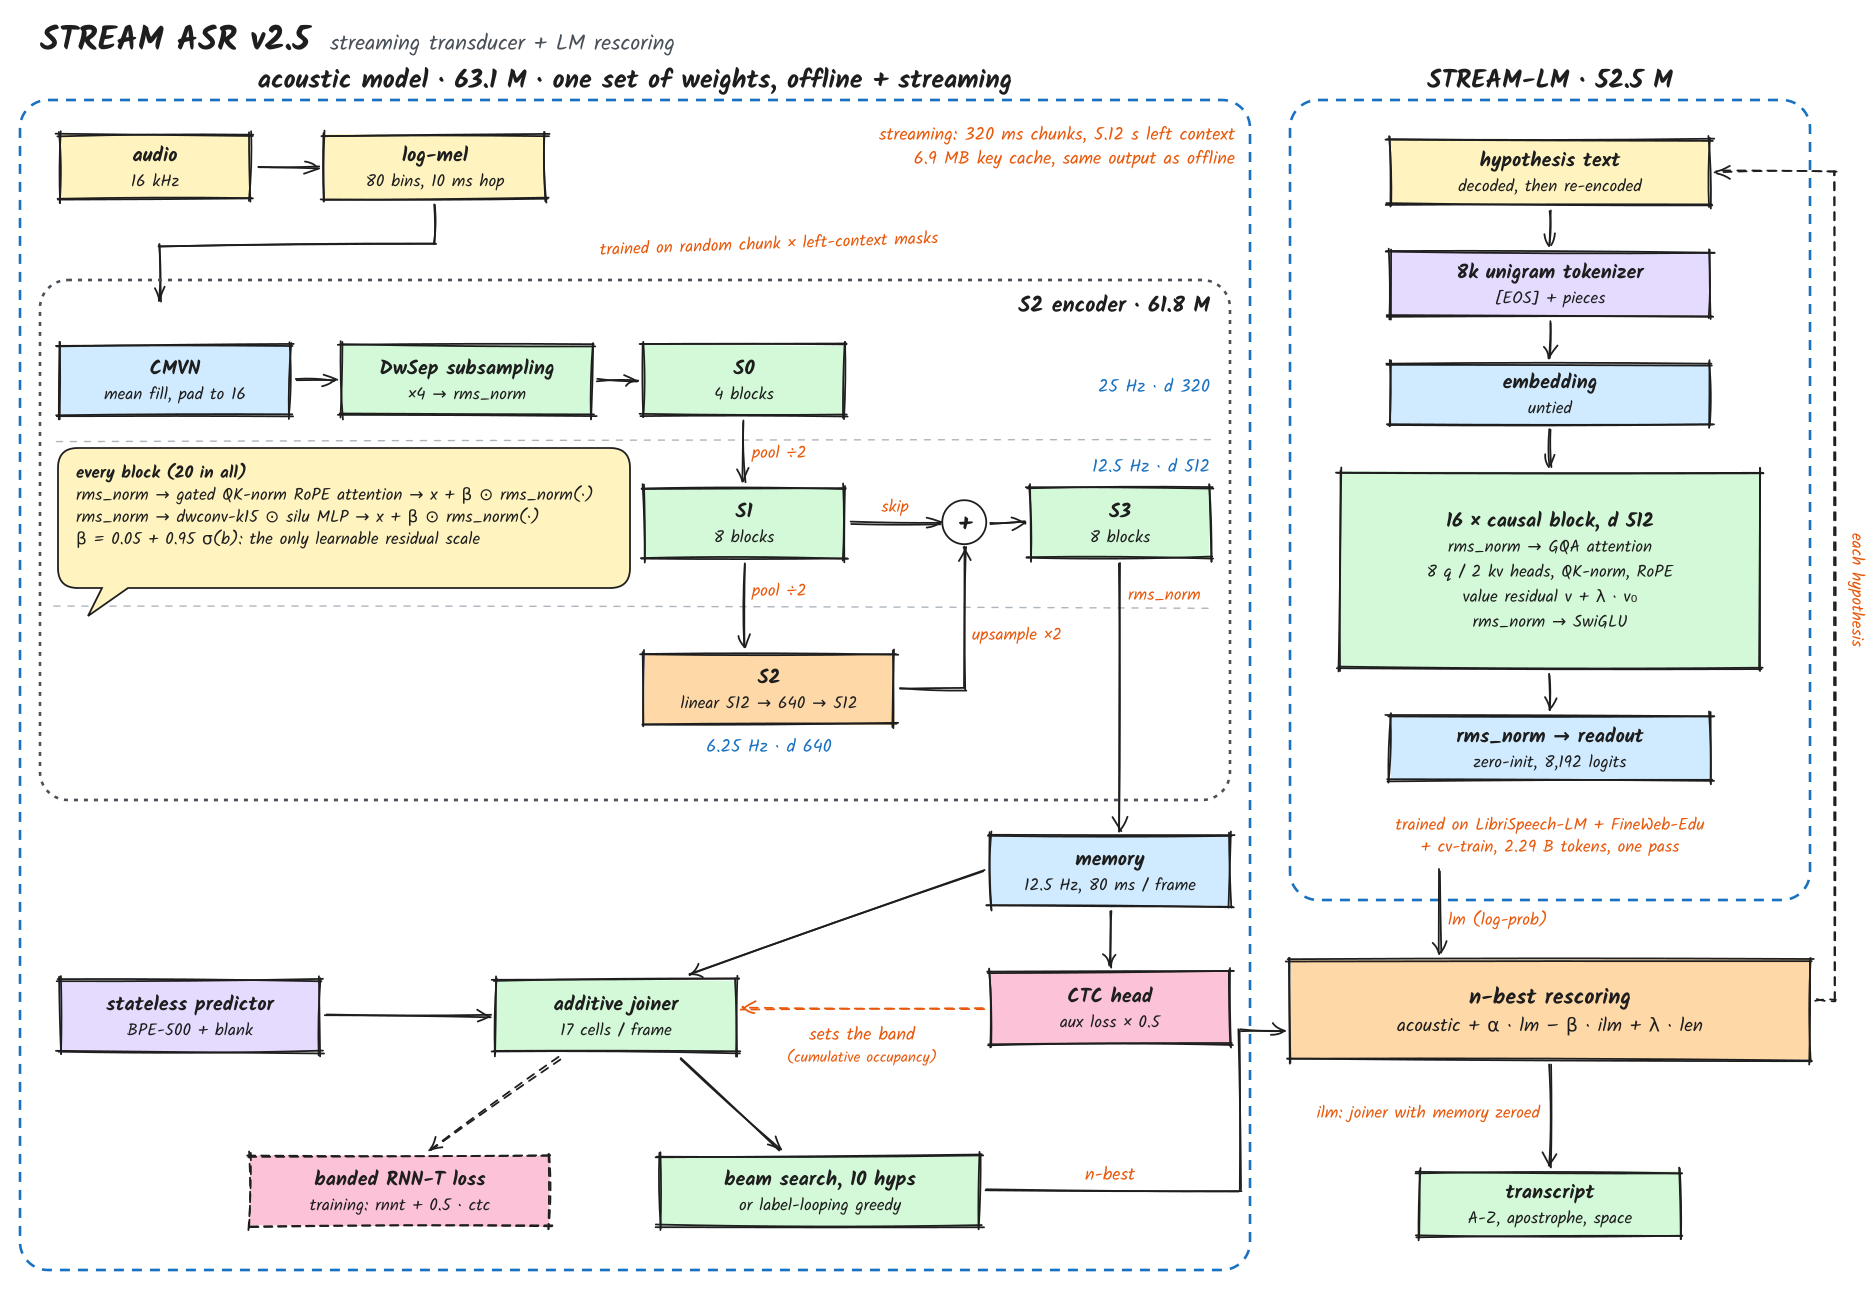 STREAM ASR v2.5 streaming transducer + LM rescoring
acoustic model · 63.1 M · one set of weights, offline + streaming
audio
16 kHz
log-mel
80 bins, 10 ms hop
streaming: 320 ms chunks, 5.12 s left context
6.9 MB key cache, same output as offline
trained on random chunk × left-context masks
S2 encoder · 61.8 M
CMVN
mean fill, pad to 16
DwSep subsampling
×4 → rms_norm
S0
4 blocks
25 Hz · d 320
pool ÷2
12.5 Hz · d 512
every block (20 in all)
rms_norm → gated QK-norm RoPE attention → x + β ⊙ rms_norm(·)
rms_norm → dwconv-k15 ⊙ silu MLP → x + β ⊙ rms_norm(·)
β = 0.05 + 0.95 σ(b): the only learnable residual scale
S1
8 blocks
skip
+
S3
8 blocks
pool ÷2
rms_norm
upsample ×2
S2
linear 512 → 640 → 512
6.25 Hz · d 640
memory
12.5 Hz, 80 ms / frame
stateless predictor
BPE-500 + blank
additive joiner
17 cells / frame
sets the band
(cumulative occupancy)
CTC head
aux loss × 0.5
banded RNN-T loss
training: rnnt + 0.5 · ctc
beam search, 10 hyps
or label-looping greedy
n-best
STREAM-LM · 52.5 M
hypothesis text
decoded, then re-encoded
8k unigram tokenizer
[EOS] + pieces
embedding
untied
16 × causal block, d 512
rms_norm → GQA attention
8 q / 2 kv heads, QK-norm, RoPE
value residual v + λ · v₀
rms_norm → SwiGLU
each hypothesis
rms_norm → readout
zero-init, 8,192 logits
trained on LibriSpeech-LM + FineWeb-Edu
+ cv-train, 2.29 B tokens, one pass
lm (log-prob)
n-best rescoring
acoustic + α · lm − β · ilm + λ · len
ilm: joiner with memory zeroed
transcript
A-Z, apostrophe, space